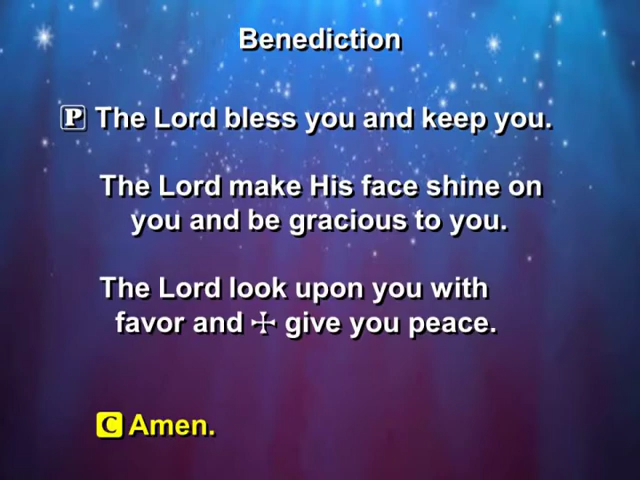 Benediction
P The Lord bless you and keep you.
The Lord make His face shine on
you and be gracious to you.
The Lord look upon you with
favor and ☩ give you peace.
C Amen.